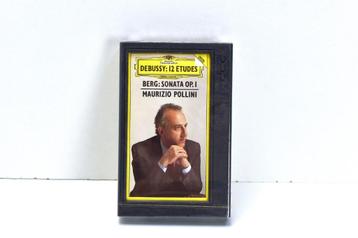 DEBUSSY: 12 ETUDES
BERG: SONATA OP. 1
MAURIZIO POLLINI